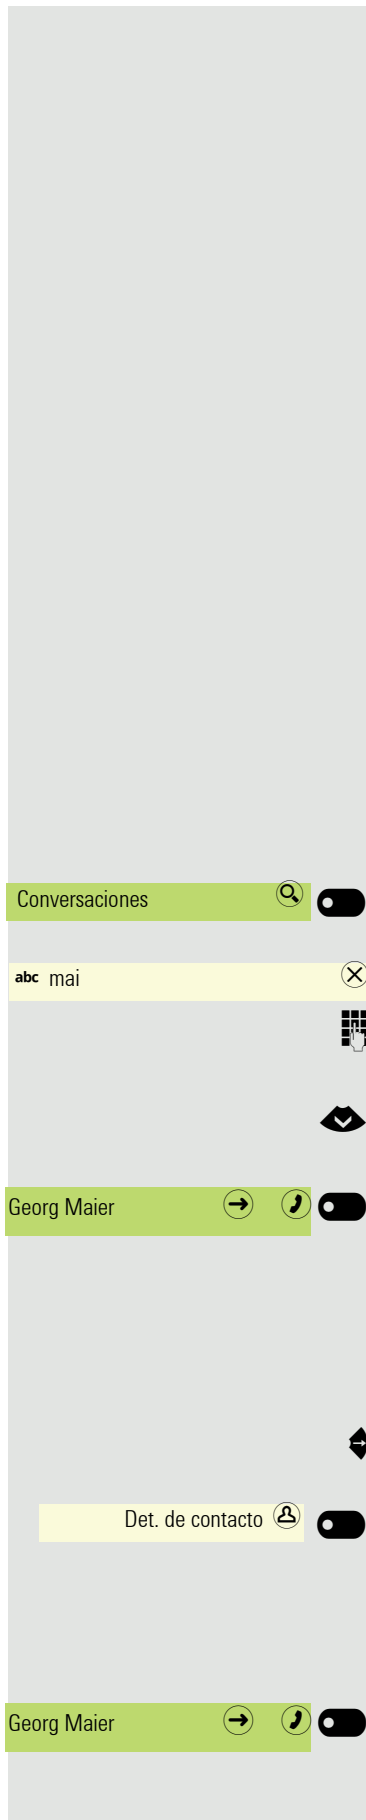 Conversaciones
abc mai
Georg Maier
Det. de contacto
Georg Maier